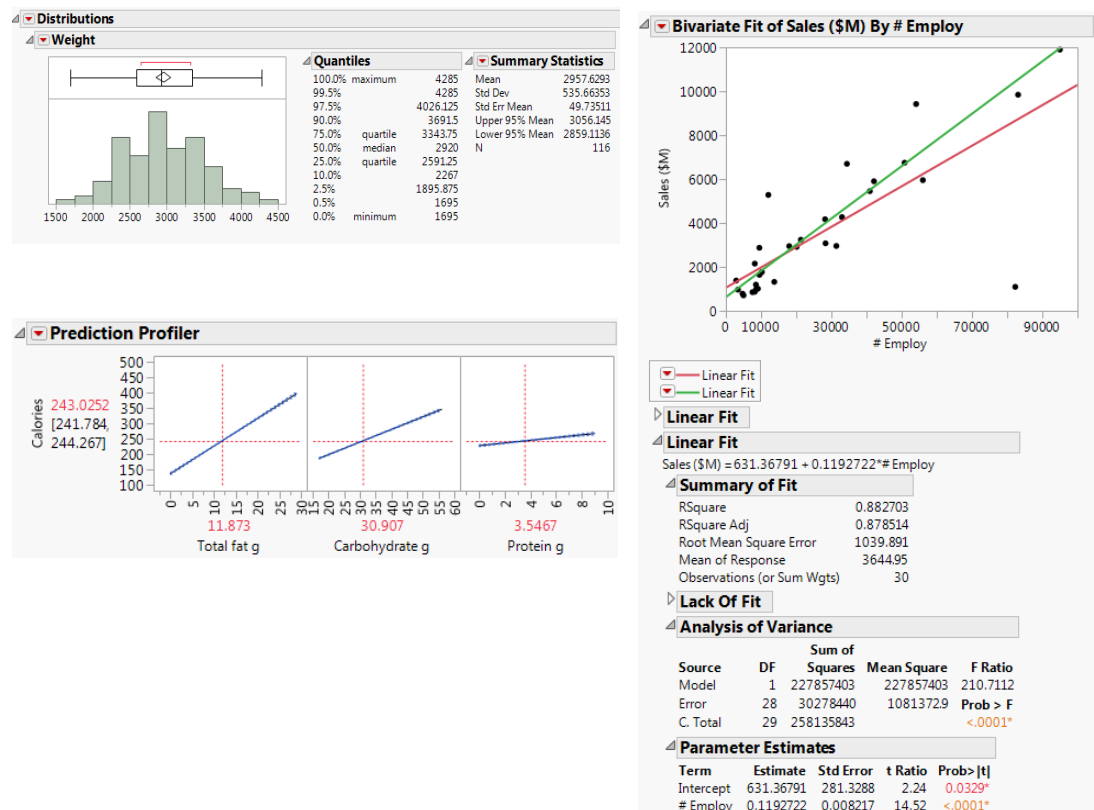 Distributions
Weight
Quantiles
100.0% maximum 4285
99.5% 4285
97.5% 4026.125
90.0% 3691.5
75.0% quartile 3343.75
50.0% median 2920
25.0% quartile 2591.25
10.0% 2267
2.5% 1895.875
0.5% 1695
0.0% minimum 1695
Summary Statistics
Mean 2957.6293
Std Dev 535.66353
Std Err Mean 49.73511
Upper 95% Mean 3056.145
Lower 95% Mean 2859.1136
N 116
1500 2000 2500 3000 3500 4000 4500
Prediction Profiler
Calories
243.0252
[241.784,
244.267]
500
450
400
350
300
250
200
150
100
0 5 10 15 20 25 30
11.873
Total fat g
15 20 25 30 35 40 45 50 55 60
30.907
Carbohydrate g
0 2 4 6 8 10
3.5467
Protein g
Bivariate Fit of Sales ($M) By # Employ
Sales ($M)
12000
10000
8000
6000
4000
2000
0
0 10000 30000 50000 70000 90000
# Employ
Linear Fit
Linear Fit
Linear Fit
Linear Fit
Sales ($M) = 631.36791 + 0.1192722*# Employ
Summary of Fit
RSquare 0.882703
RSquare Adj 0.878514
Root Mean Square Error 1039.891
Mean of Response 3644.95
Observations (or Sum Wgts) 30
Lack Of Fit
Analysis of Variance
Sum of
Source DF Squares Mean Square F Ratio
Model 1 227857403 227857403 210.7112
Error 28 30278440 1081372.9 Prob > F
C. Total 29 258135843 <.0001*
Parameter Estimates
Term Estimate Std Error t Ratio Prob>|t|
Intercept 631.36791 281.3288 2.24 0.0329*
# Employ 0.1192722 0.008217 14.52 <.0001*